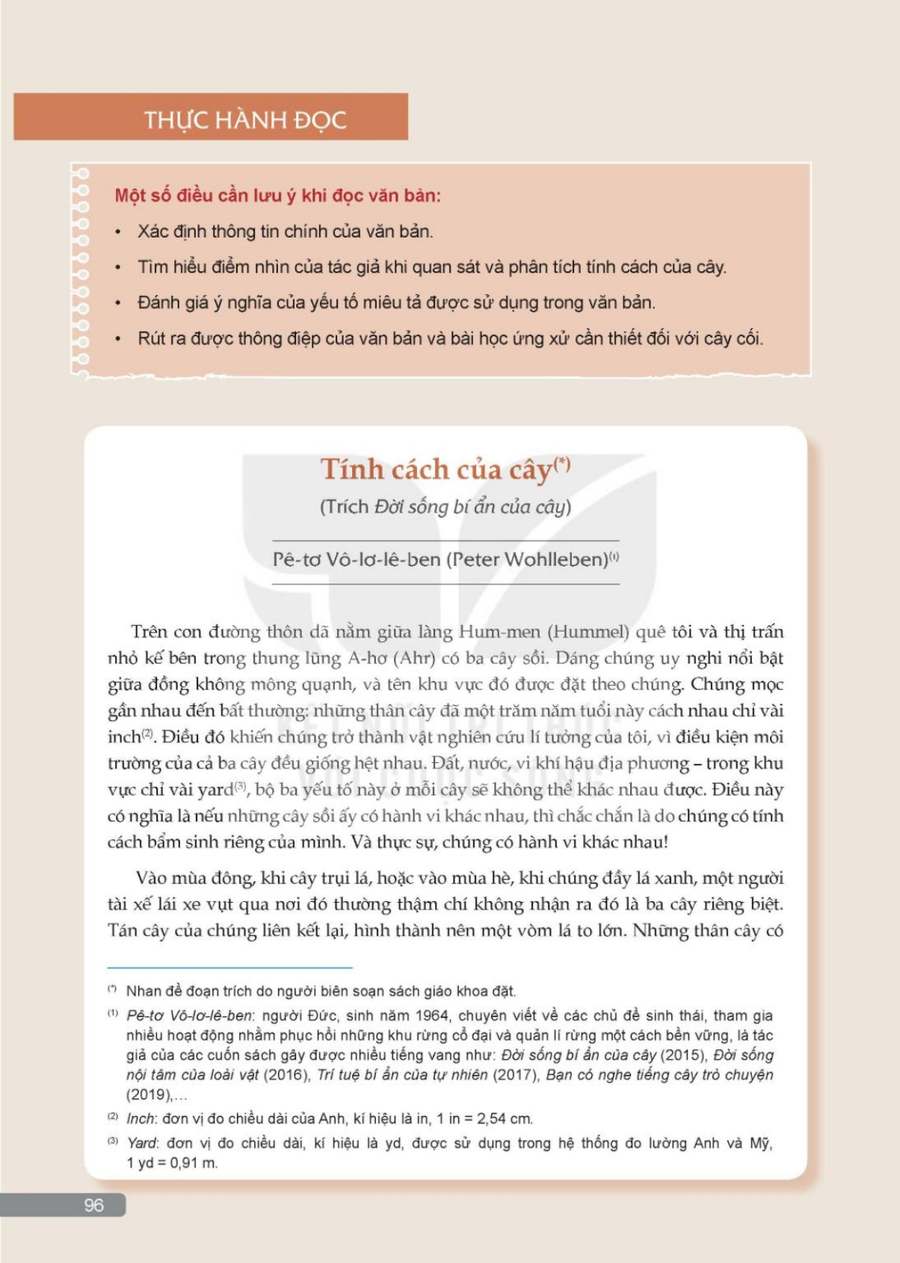 THỰC HÀNH ĐỌC
Một số điều cần lưu ý khi đọc văn bản:
• Xác định thông tin chính của văn bản.
• Tìm hiểu điểm nhìn của tác giả khi quan sát và phân tích tính cách của cây.
• Đánh giá ý nghĩa của yếu tố miêu tả được sử dụng trong văn bản.
• Rút ra được thông điệp của văn bản và bài học ứng xử cần thiết đối với cây cối.
Tính cách của cây(*)
(Trích Đời sống bí ẩn của cây)
Pê-tơ Vô-lơ-lê-ben (Peter Wohlleben)(1)
Trên con đường thôn dã nằm giữa làng Hum-men (Hummel) quê tôi và thị trấn
nhỏ kế bên trong thung lũng A-hơ (Ahr) có ba cây sồi. Dáng chúng uy nghi nổi bật
giữa đồng không mông quạnh, và tên khu vực đó được đặt theo chúng. Chúng mọc
gần nhau đến bất thường: những thân cây đã một trăm năm tuổi này cách nhau chỉ vài
inch(2). Điều đó khiến chúng trở thành vật nghiên cứu lí tưởng của tôi, vì điều kiện môi
trường của cả ba cây đều giống hệt nhau. Đất, nước, vi khí hậu địa phương – trong khu
vực chỉ vài yard(3), bộ ba yếu tố này ở mỗi cây sẽ không thể khác nhau được. Điều này
có nghĩa là nếu những cây sồi ấy có hành vi khác nhau, thì chắc chắn là do chúng có tính
cách bẩm sinh riêng của mình. Và thực sự, chúng có hành vi khác nhau!
Vào mùa đông, khi cây trụi lá, hoặc vào mùa hè, khi chúng đầy lá xanh, một người
tài xế lái xe vụt qua nơi đó thường thậm chí không nhận ra đó là ba cây riêng biệt.
Tán cây của chúng liên kết lại, hình thành nên một vòm lá to lớn. Những thân cây có
(*) Nhan đề đoạn trích do người biên soạn sách giáo khoa đặt.
(1) Pê-tơ Vô-lơ-lê-ben: người Đức, sinh năm 1964, chuyên viết về các chủ đề sinh thái, tham gia
nhiều hoạt động nhằm phục hồi những khu rừng cổ đại và quản lí rừng một cách bền vững, là tác
giả của các cuốn sách gây được nhiều tiếng vang như: Đời sống bí ẩn của cây (2015), Đời sống
nội tâm của loài vật (2016), Trí tuệ bí ẩn của tự nhiên (2017), Bạn có nghe tiếng cây trò chuyện
(2019),...
(2) Inch: đơn vị đo chiều dài của Anh, kí hiệu là in, 1 in = 2,54 cm.
(3) Yard: đơn vị đo chiều dài, kí hiệu là yd, được sử dụng trong hệ thống đo lường Anh và Mỹ,
1 yd = 0,91 m.
96
KẾT NỐI TRI THỨC
VỚI CUỘC SỐNG